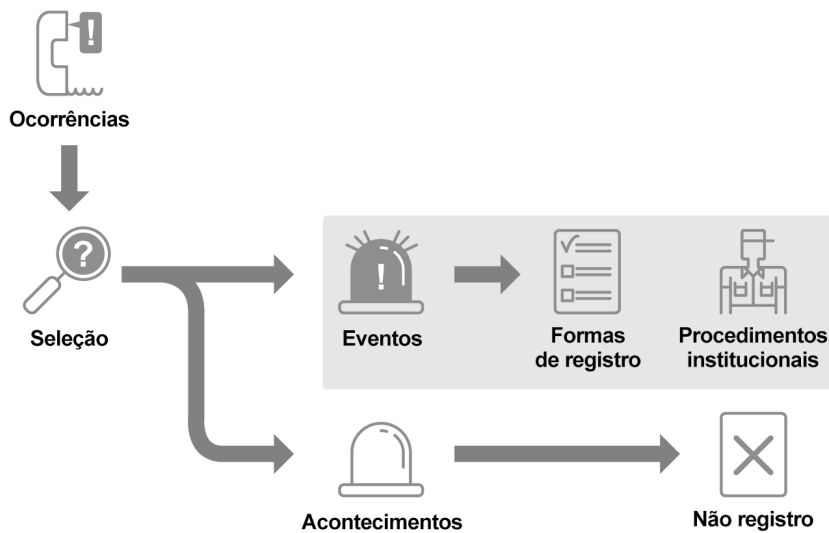 !
Ocorrências
?
Seleção
!
Eventos
Formas
de registro
Procedimentos
institucionais
Acontecimentos
Não registro